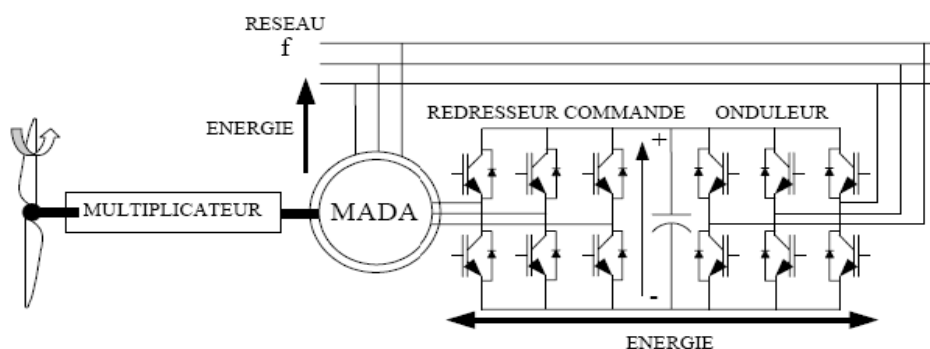 RESEAU
f
ENERGIE
REDRESSEUR COMMANDE
ONDULEUR
+
MULTIPLICATEUR
MADA
-
ENERGIE